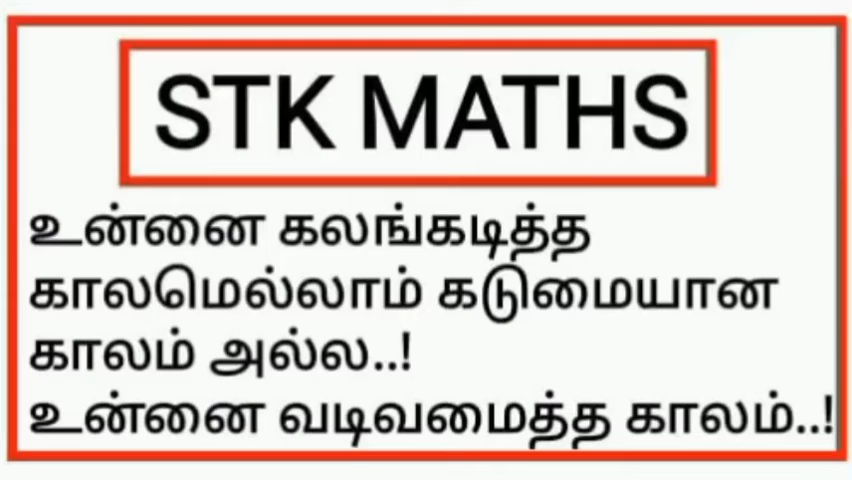 STK MATHS
உன்னை கலங்கடித்த
காலமெல்லாம் கடுமையான
காலம் அல்ல..!
உன்னை வடிவமைத்த காலம்..!